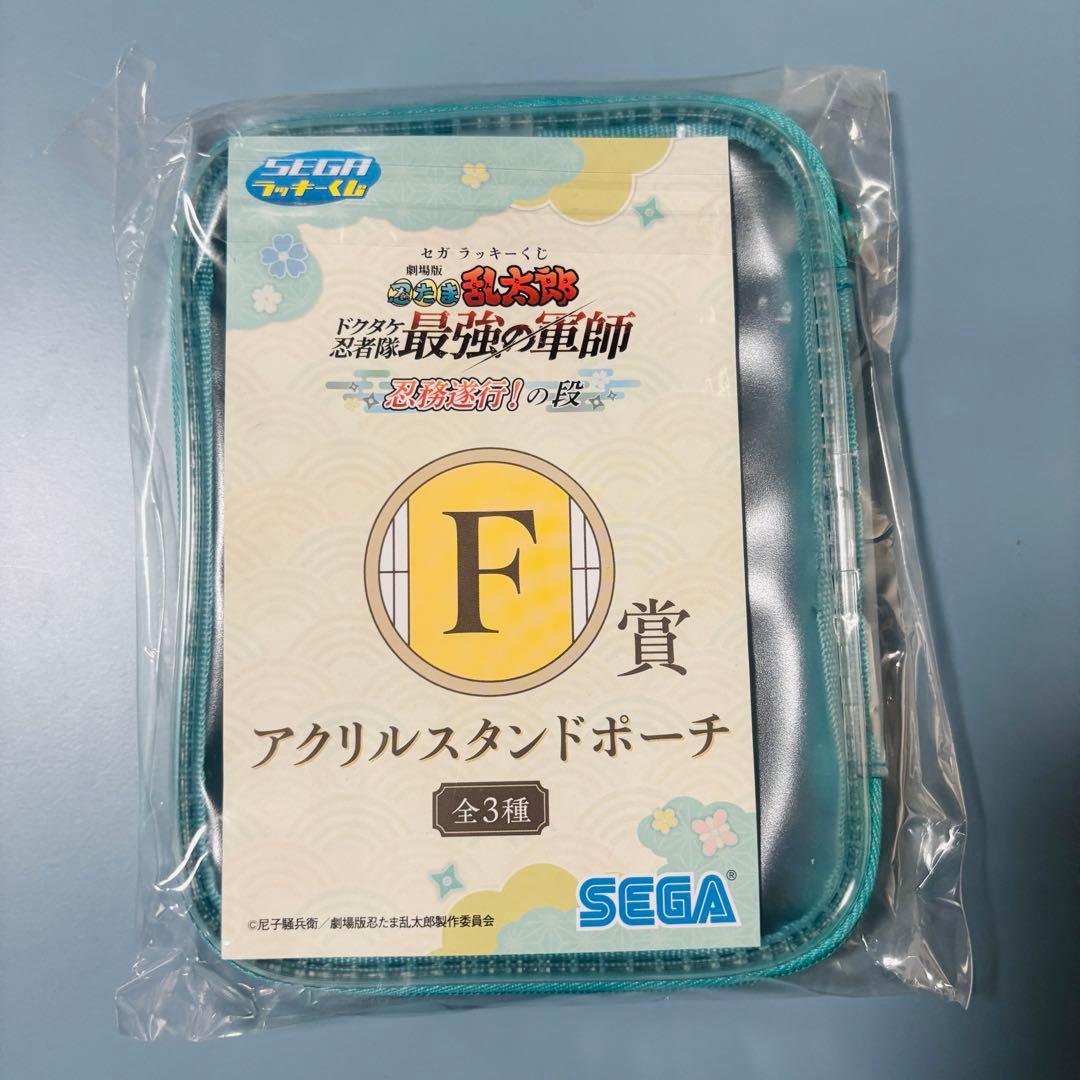 SEGA
ラッキーくじ
セガ ラッキーくじ
劇場版
忍たま乱太郎
ドクタケ
忍者隊
最強の軍師
忍務遂行!の段
F
賞
アクリルスタンドポーチ
全3種
SEGA®
©尼子騒兵衛/劇場版忍たま乱太郎製作委員会